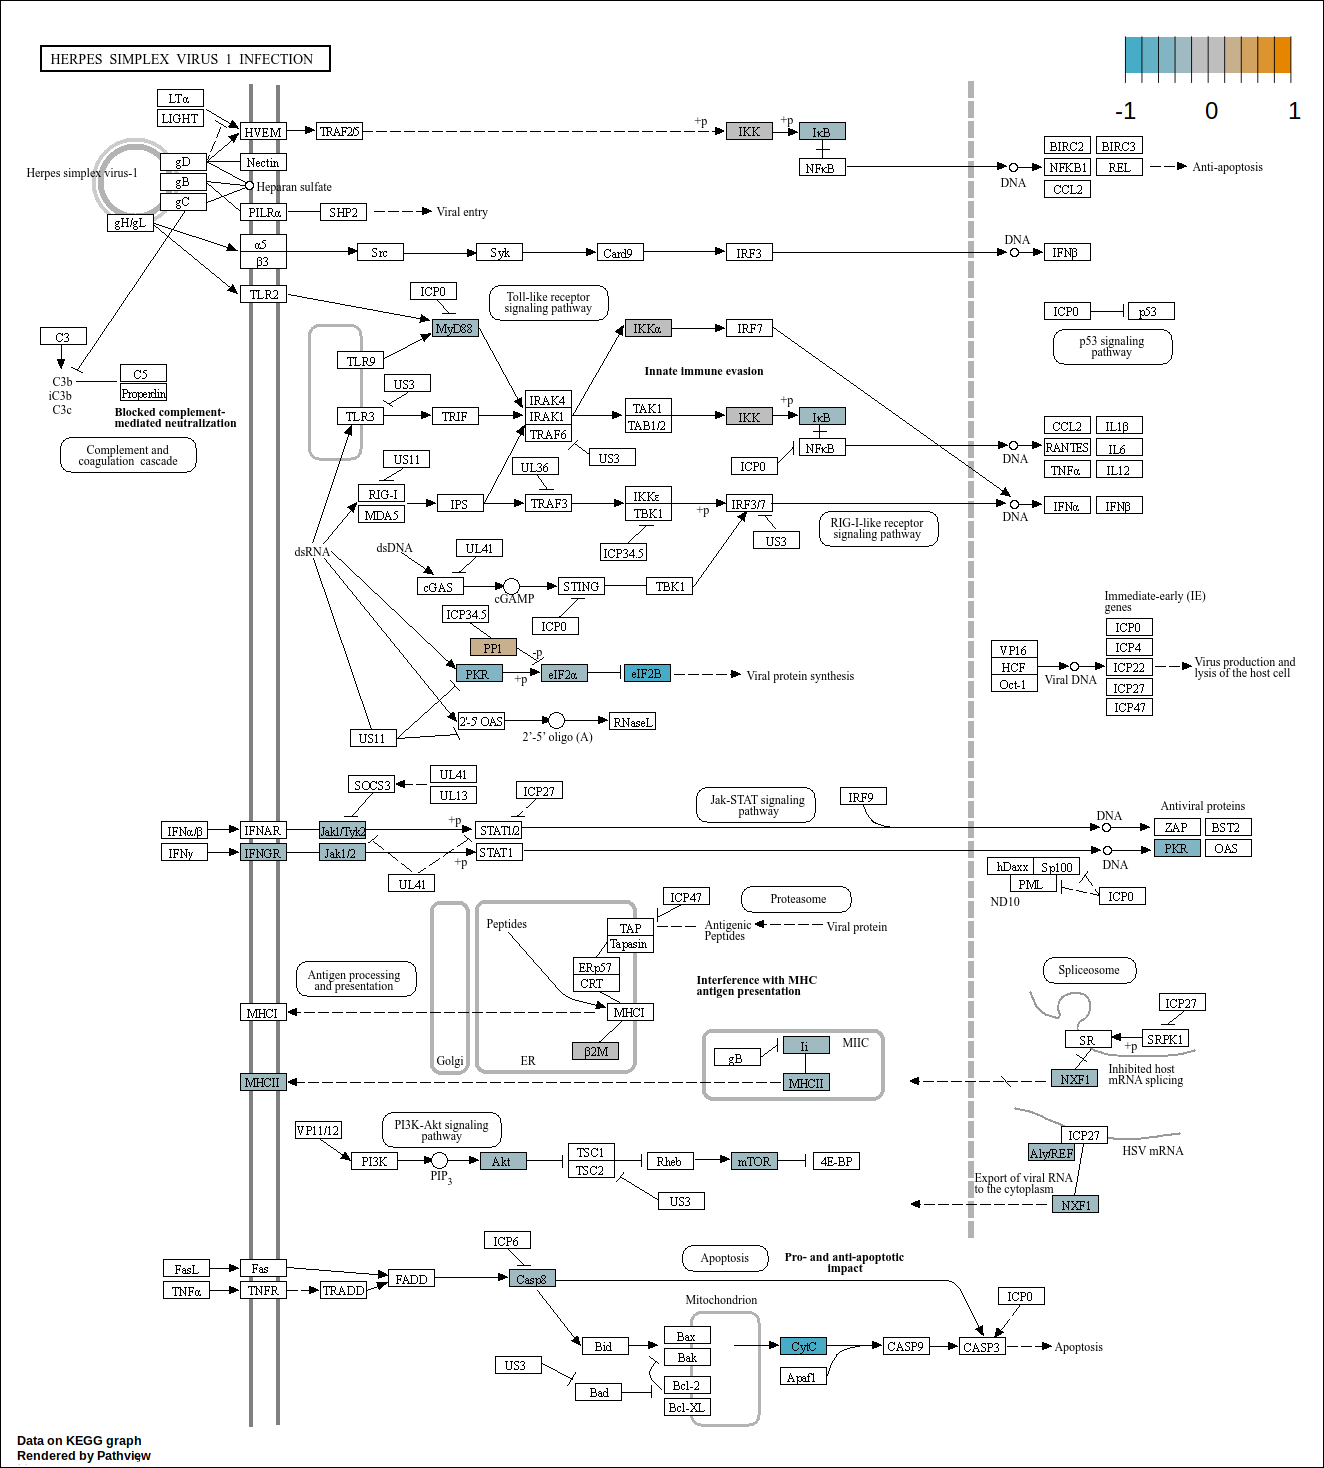 HERPES SIMPLEX VIRUS 1 INFECTION
-1 0 1
LTα
LIGHT
HVEM
TRAF2/5
+p
IKK
+p
IκB
NFκB
DNA
BIRC2 BIRC3
NFKB1 REL
CCL2
Anti-apoptosis
Herpes simplex virus-1
gD
gB
gC
gH/gL
Nectin
Heparan sulfate
PILRα
SHP2
Viral entry
α5
β3
Src
Syk
Card9
IRF3
DNA
IFNβ
TLR2
ICP0
Toll-like receptor
signaling pathway
MyD88
IKKα
IRF7
ICP0
p53
p53 signaling
pathway
C3
C3b
iC3b
C3c
C5
Properdin
Blocked complement-
mediated neutralization
Complement and
coagulation cascade
TLR9
US3
TLR3
TRIF
IRAK4
IRAK1
TRAF6
US3
Innate immune evasion
TAK1
TAB1/2
IKK
+p
IκB
NFκB
ICP0
DNA
CCL2 IL1β
RANTES IL6
TNFα IL12
US11
RIG-I
MDA5
IPS
UL36
TRAF3
IKKε
TBK1
+p
IRF3/7
US3
ICP34.5
RIG-I-like receptor
signaling pathway
DNA
IFNα IFNβ
dsRNA
dsDNA
UL41
cGAS
cGAMP
STING
TBK1
ICP0
ICP34.5
PP1
-p
PKR
+p
eIF2α
eIF2B
Viral protein synthesis
2'-5' OAS
2'-5' oligo (A)
RNaseL
US11
Immediate-early (IE)
genes
ICP0
ICP4
ICP22
ICP27
ICP47
VP16
HCF
Oct-1
Viral DNA
Virus production and
lysis of the host cell
SOCS3
UL41
UL13
ICP27
Jak-STAT signaling
pathway
IRF9
IFNα/β
IFNAR
Jak1/Tyk2
+p
STAT1/2
IFNγ
IFNGR
Jak1/2
+p
STAT1
UL41
DNA
DNA
Antiviral proteins
ZAP BST2
PKR OAS
hDaxx Sp100
PML
ND10
ICP0
Peptides
TAP
Tapasin
ERp57
CRT
MHCI
β2M
ICP47
Antigenic
Peptides
Proteasome
Viral protein
Antigen processing
and presentation
MHCI
MHCII
Golgi
ER
Interference with MHC
antigen presentation
gB
Ii
MIIC
MHCII
Spliceosome
ICP27
SR
+p
SRPK1
NXF1
Inhibited host
mRNA splicing
ICP27
Aly/REF
HSV mRNA
Export of viral RNA
to the cytoplasm
NXF1
VP11/12
PI3K-Akt signaling
pathway
PI3K
PIP3
Akt
TSC1
TSC2
US3
Rheb
mTOR
4E-BP
FasL
Fas
TNFα
TNFR
TRADD
FADD
ICP6
Casp8
Apoptosis
Pro- and anti-apoptotic
impact
Mitochondrion
Bid
US3
Bad
Bax
Bak
Bcl-2
Bcl-XL
CytC
Apaf1
CASP9
CASP3
ICP0
Apoptosis
Data on KEGG graph
Rendered by Pathview